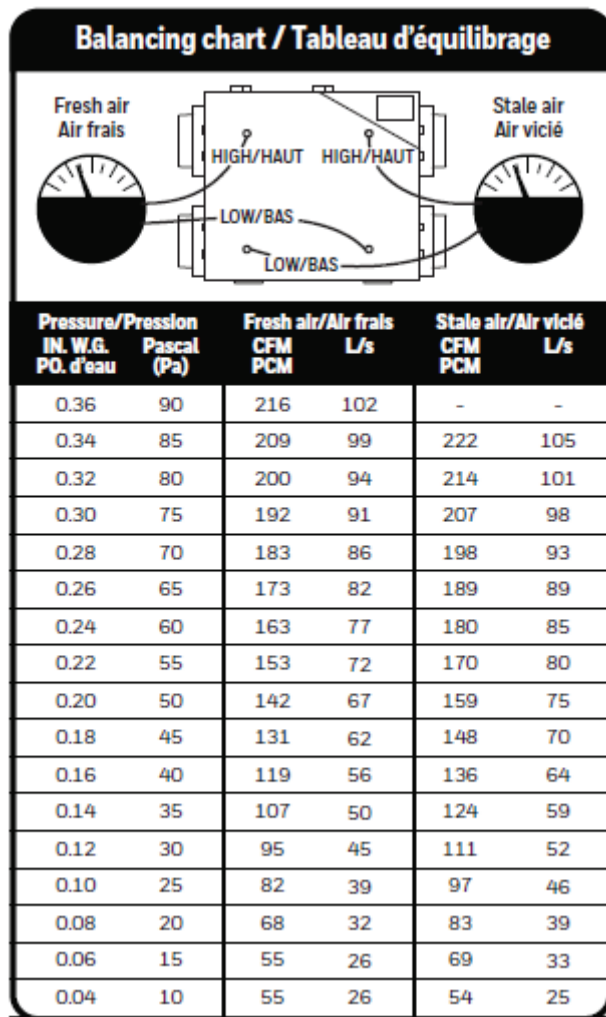 Balancing chart / Tableau d'équilibrage
Fresh air
Air frais
Stale air
Air vicié
HIGH/HAUT HIGH/HAUT
LOW/BAS
LOW/BAS
Pressure/Pression Fresh air/Air frais Stale air/Air vicié
IN. W.G. Pascal CFM L/s CFM L/s
PO. d'eau (Pa) PCM PCM
0.36 90 216 102 - -
0.34 85 209 99 222 105
0.32 80 200 94 214 101
0.30 75 192 91 207 98
0.28 70 183 86 198 93
0.26 65 173 82 189 89
0.24 60 163 77 180 85
0.22 55 153 72 170 80
0.20 50 142 67 159 75
0.18 45 131 62 148 70
0.16 40 119 56 136 64
0.14 35 107 50 124 59
0.12 30 95 45 111 52
0.10 25 82 39 97 46
0.08 20 68 32 83 39
0.06 15 55 26 69 33
0.04 10 55 26 54 25